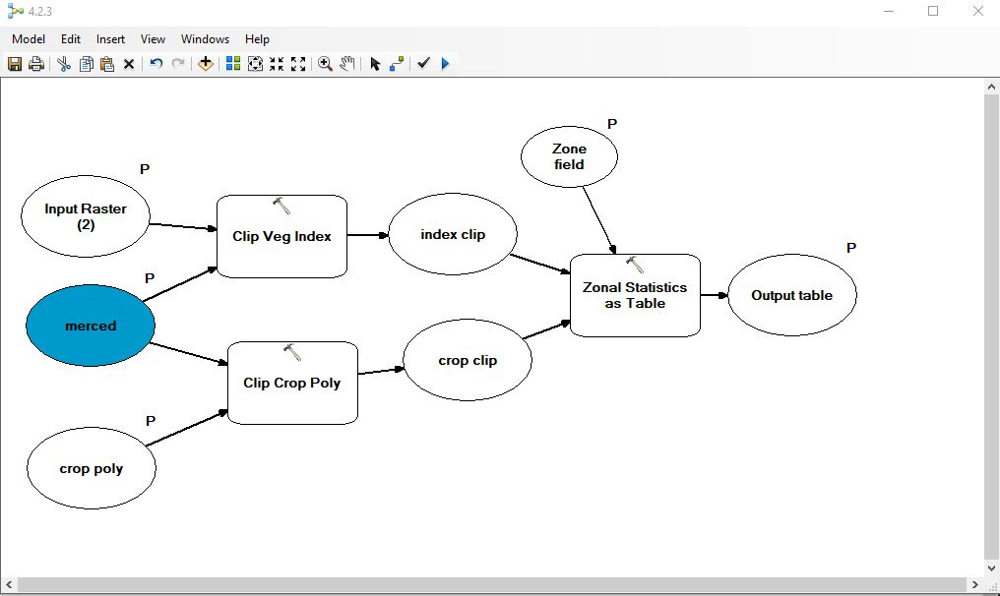 4.2.3
Model Edit Insert View Windows Help
P
Zone
field
P
Input Raster
(2)
Clip Veg Index
index clip
P
Zonal Statistics
as Table
Output table
P
merced
crop clip
Clip Crop Poly
P
crop poly